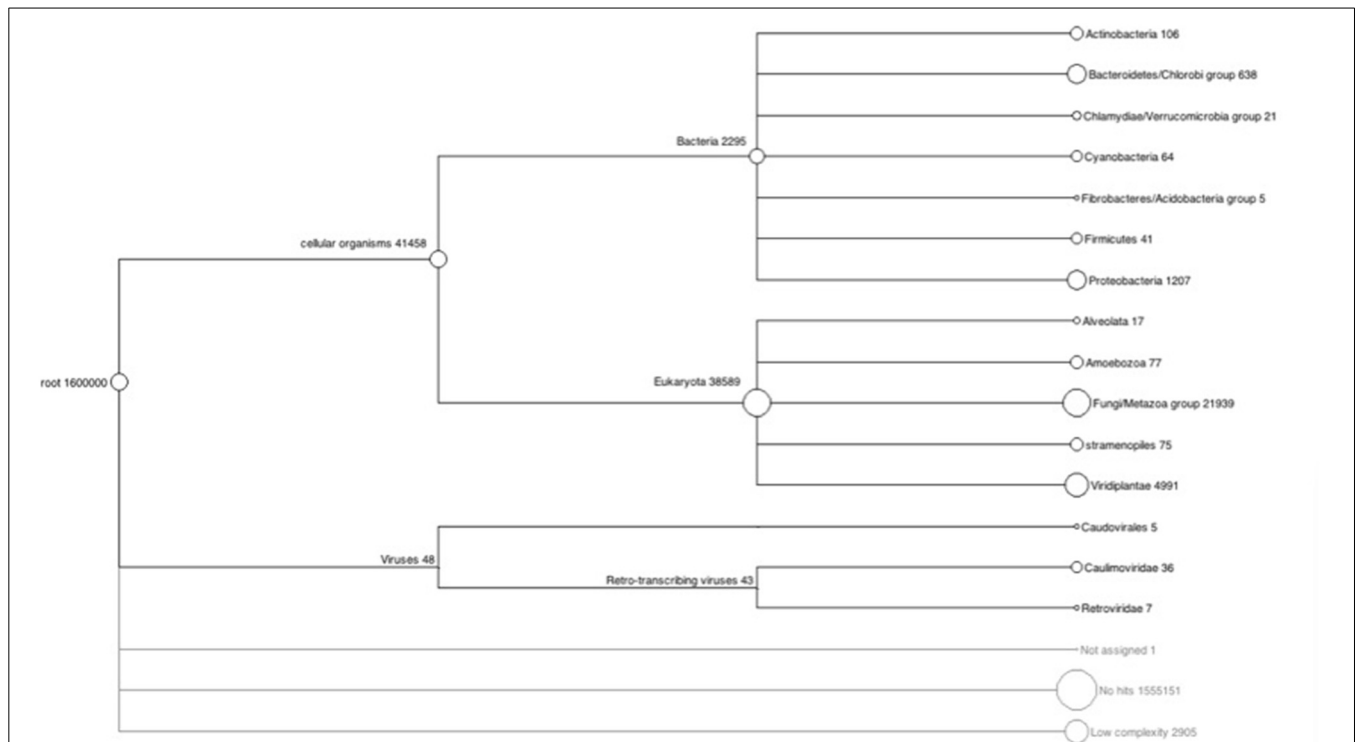 Actinobacteria 106
Bacteroidetes/Chlorobi group 638
Chlamydiae/Verrucomicrobia group 21
Bacteria 2295
Cyanobacteria 64
Fibrobacteres/Acidobacteria group 5
cellular organisms 41458
Firmicutes 41
Proteobacteria 1207
Alveolata 17
Amoebozoa 77
root 1600000
Eukaryota 38589
Fungi/Metazoa group 21939
stramenopiles 75
Viridiplantae 4991
Caudovirales 5
Viruses 48
Caulimoviridae 36
Retro-transcribing viruses 43
Retroviridae 7
Not assigned 1
No hits 1555151
Low complexity 2905